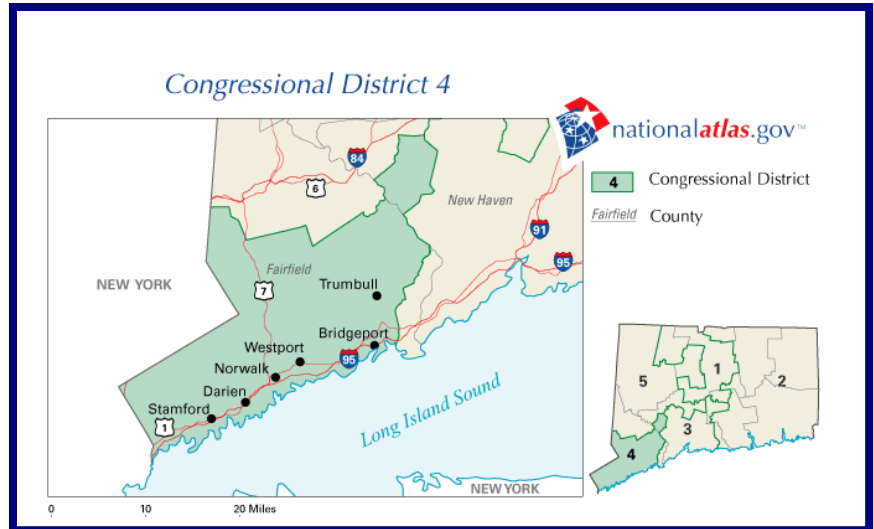 Congressional District 4
nationalatlas.gov™
84
6
New Haven
4 Congressional District
Fairfield County
91
95
Fairfield
NEW YORK
7
Trumbull
Bridgeport
Westport
95
Norwalk
Darien
Stamford
1
Long Island Sound
NEW YORK
0 10 20 Miles
5
1
2
3
4